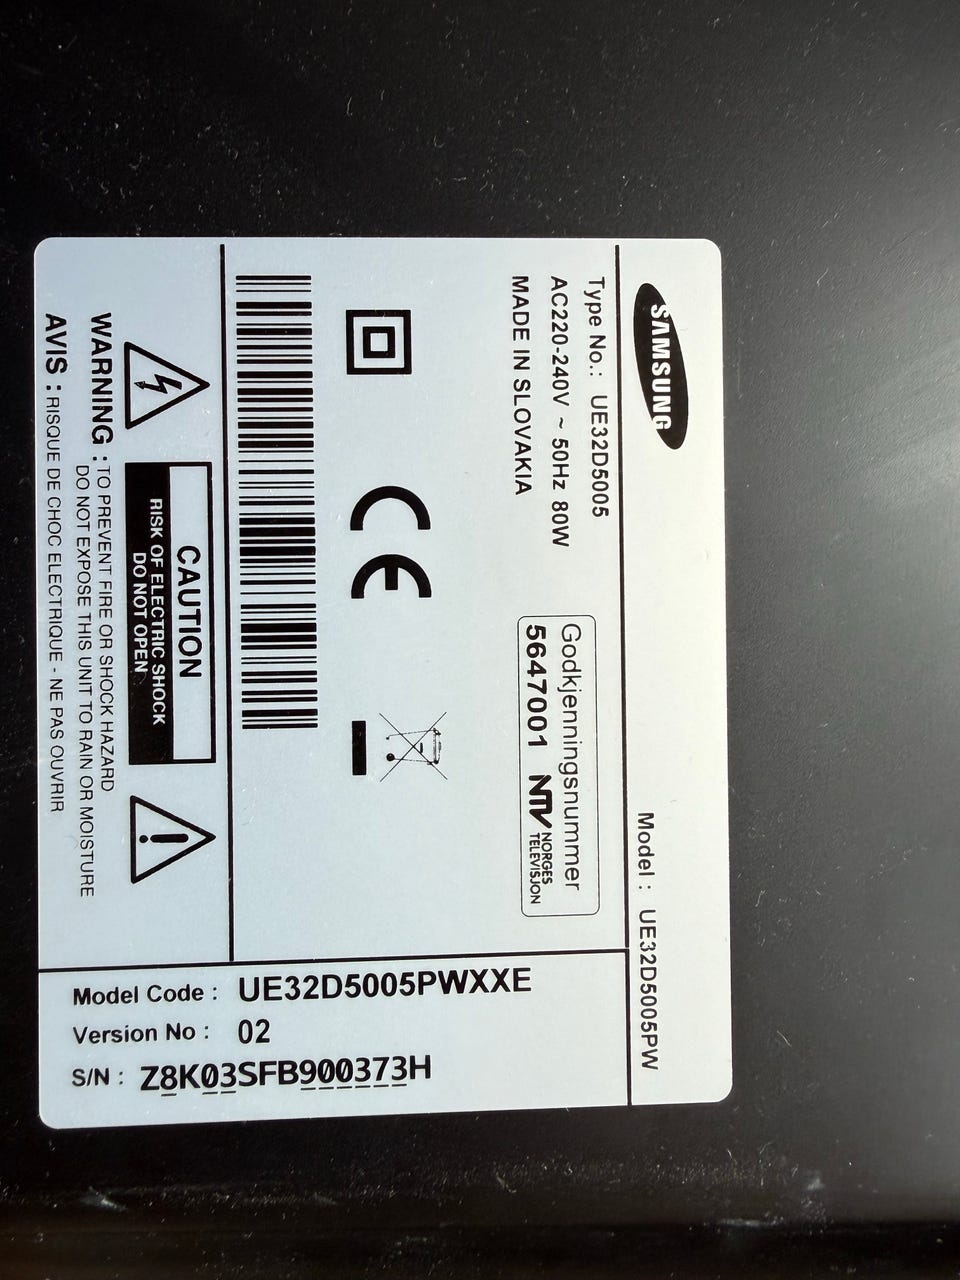 SAMSUNG
Model : UE32D5005PW
Type No.: UE32D5005
AC220-240V ~ 50Hz 80W
MADE IN SLOVAKIA
Godkjenningsnummer
5647001 NTV NORGES
TELEVISJON
CE
CAUTION
RISK OF ELECTRIC SHOCK
DO NOT OPEN
WARNING : TO PREVENT FIRE OR SHOCK HAZARD
DO NOT EXPOSE THIS UNIT TO RAIN OR MOISTURE
AVIS : RISQUE DE CHOC ELECTRIQUE - NE PAS OUVRIR
Model Code : UE32D5005PWXXE
Version No : 02
S/N : Z8K03SFB900373H